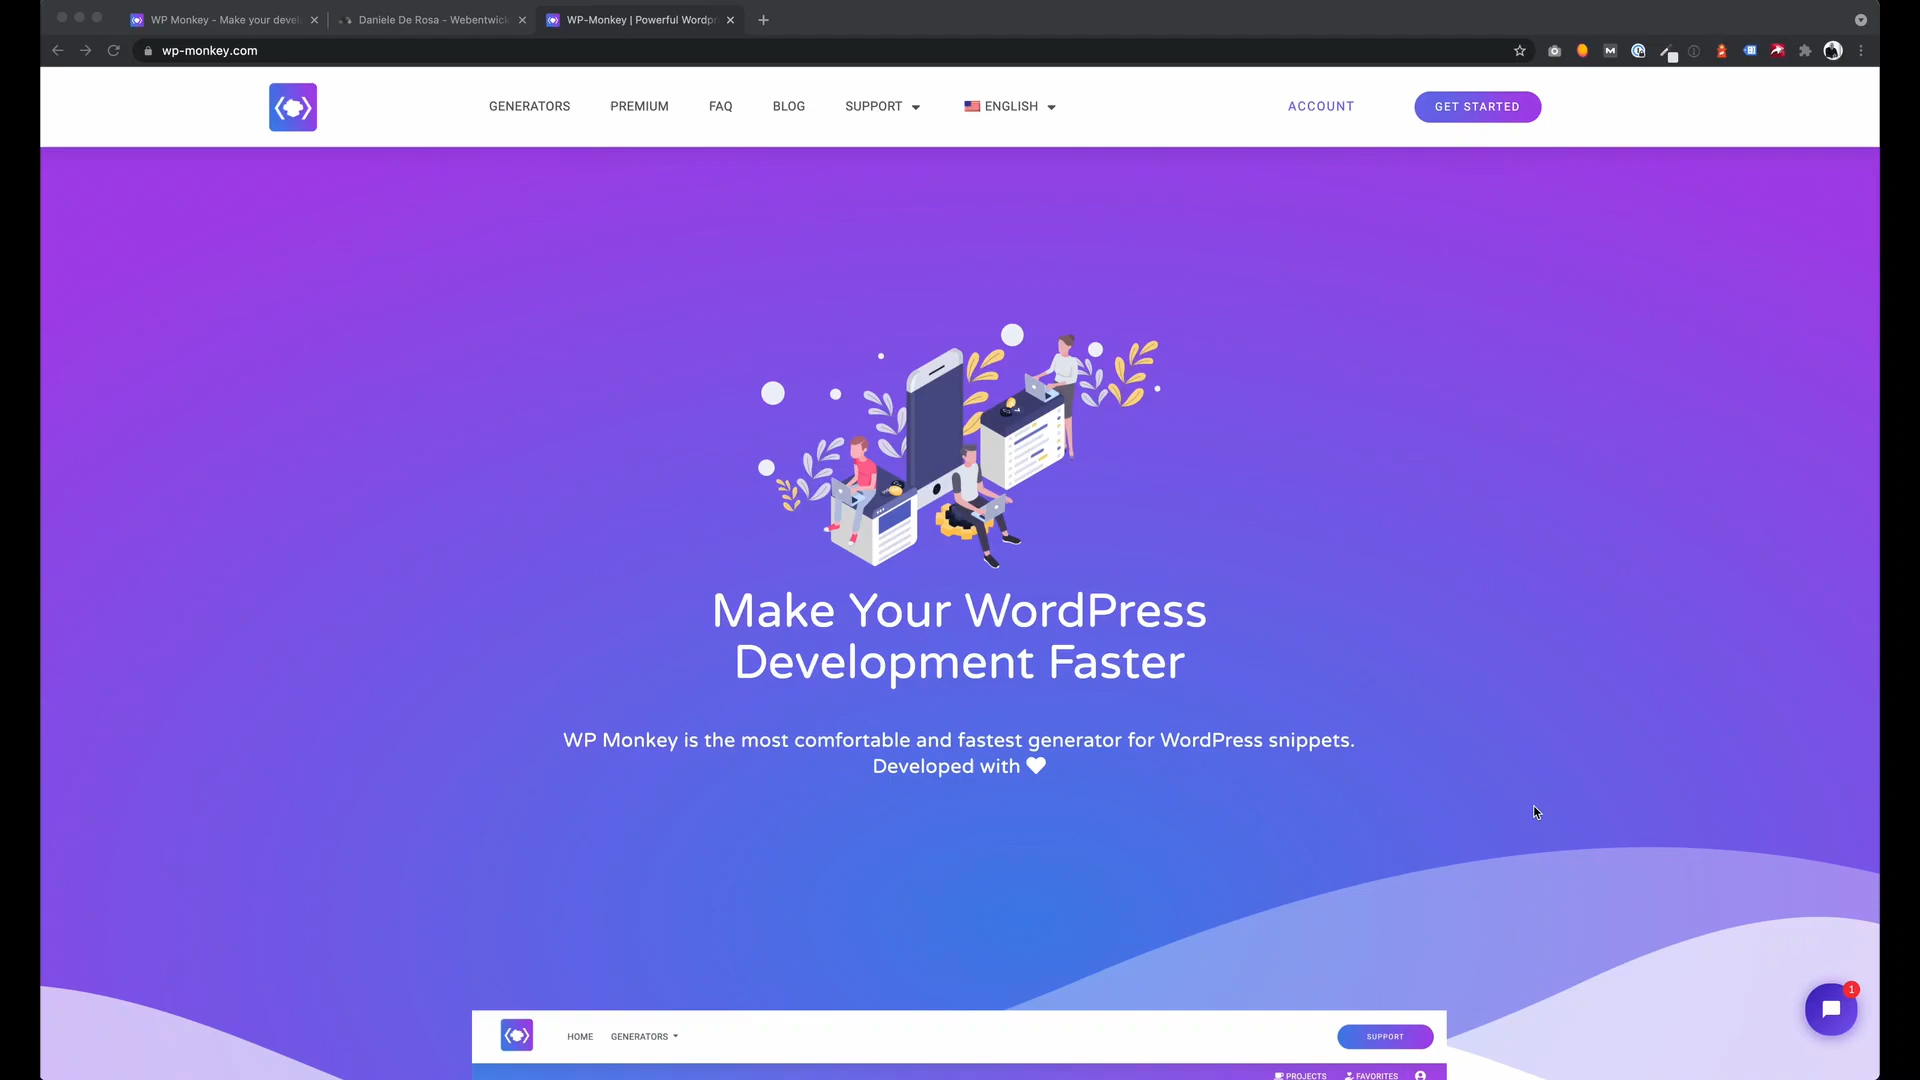 WP Monkey - Make your devel
Daniele De Rosa - Webentwick
WP-Monkey | Powerful Wordpr
wp-monkey.com
GENERATORS PREMIUM FAQ BLOG SUPPORT ENGLISH ACCOUNT GET STARTED
Make Your WordPress
Development Faster
WP Monkey is the most comfortable and fastest generator for WordPress snippets.
Developed with
1
HOME GENERATORS SUPPORT
PROJECTS FAVORITES